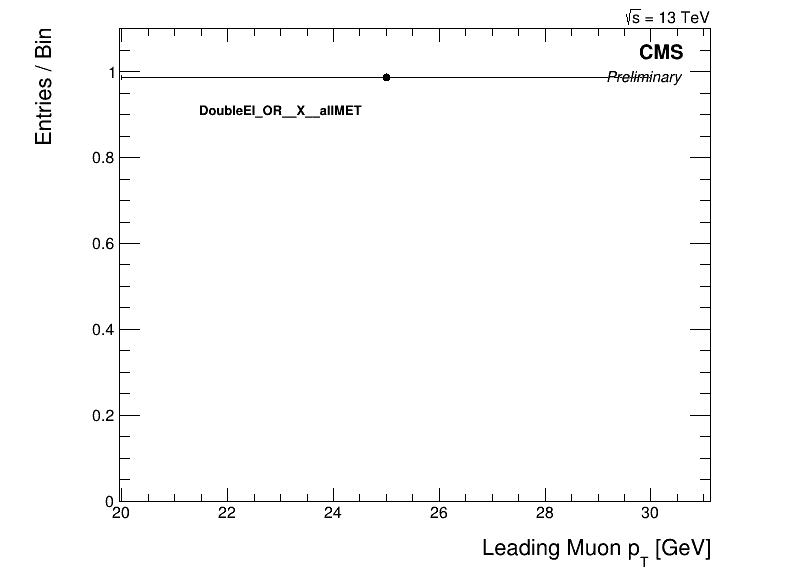 √s = 13 TeV
CMS
Preliminary
DoubleEl_OR__X__allMET
Entries / Bin
1
0.8
0.6
0.4
0.2
0
20 22 24 26 28 30
Leading Muon pT [GeV]